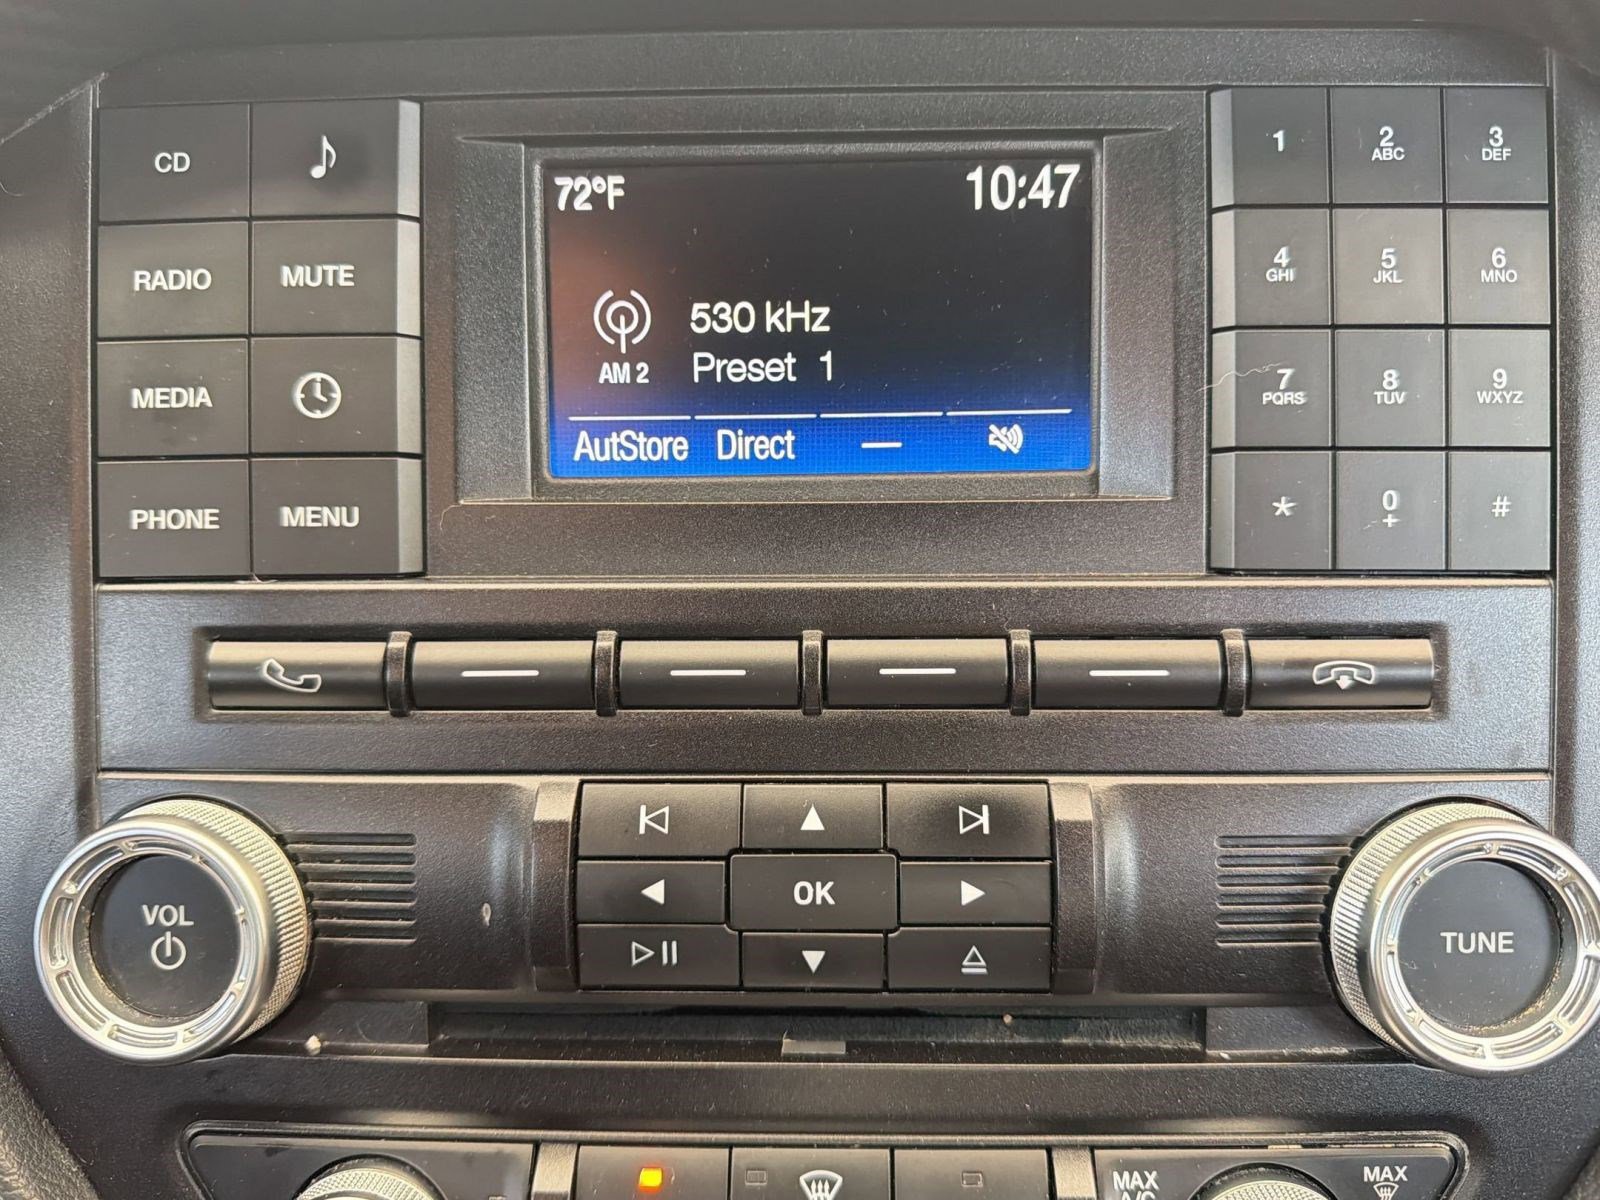 CD
RADIO
MUTE
MEDIA
PHONE
MENU
72°F
10:47
530 kHz
AM 2
Preset 1
AutStore Direct —
1
2
ABC
3
DEF
4
GHI
5
JKL
6
MNO
7
PQRS
8
TUV
9
WXYZ
*
0
+
#
VOL
OK
TUNE
MAX
A/C
MAX